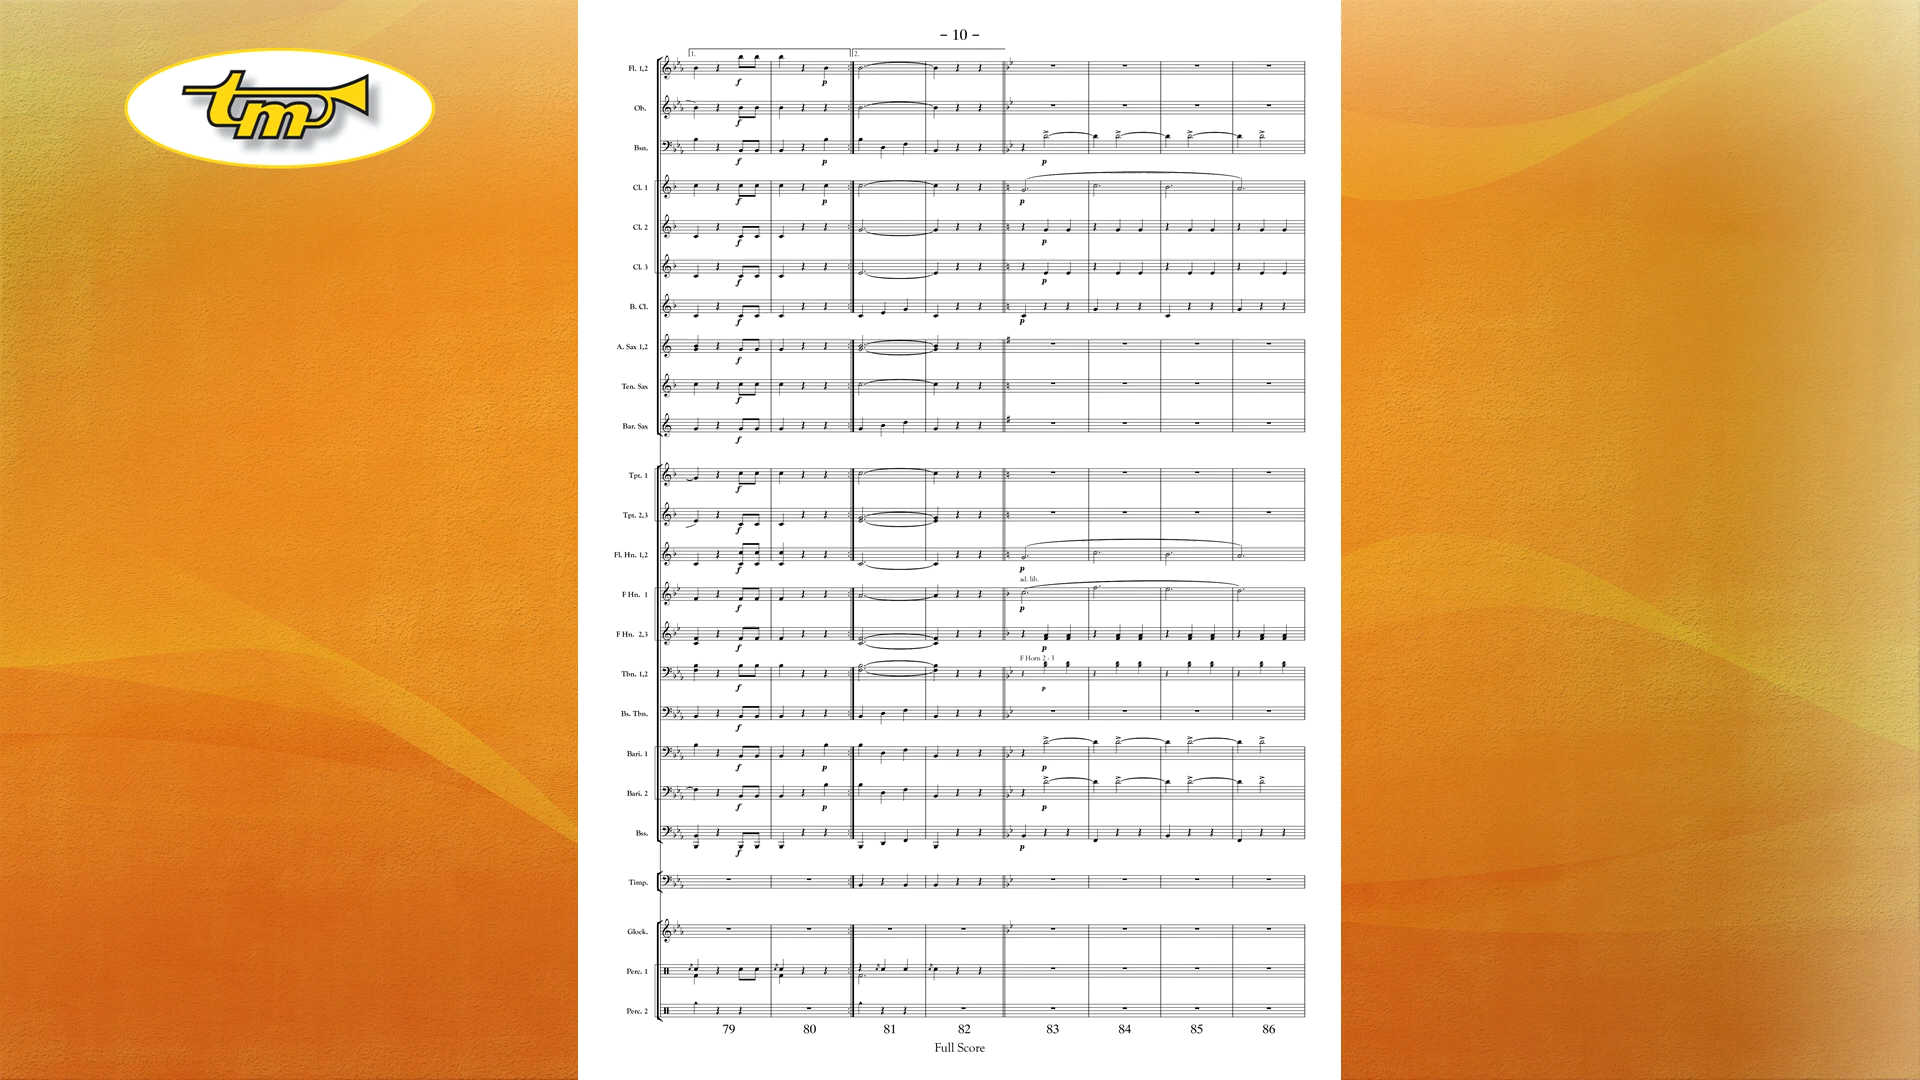 tm
– 10 –
1.
2.
Fl. 1,2
f
p
Ob.
f
Bsn.
f
p
p
Cl. 1
f
p
p
Cl. 2
f
p
Cl. 3
f
p
B. Cl.
f
p
A. Sax 1,2
f
Ten. Sax
f
Bar. Sax
f
Tpt. 1
f
Tpt. 2,3
f
Fl. Hn. 1,2
f
p
ad. lib.
F Hn. 1
f
p
F Hn. 2,3
f
p
F Horn 2 - 3
Tbn. 1,2
f
p
Bs. Tbn.
f
Bari. 1
f
p
p
Bari. 2
f
p
p
Bss.
f
p
Timp.
Glock.
Perc. 1
Perc. 2
79 80 81 82 83 84 85 86
Full Score